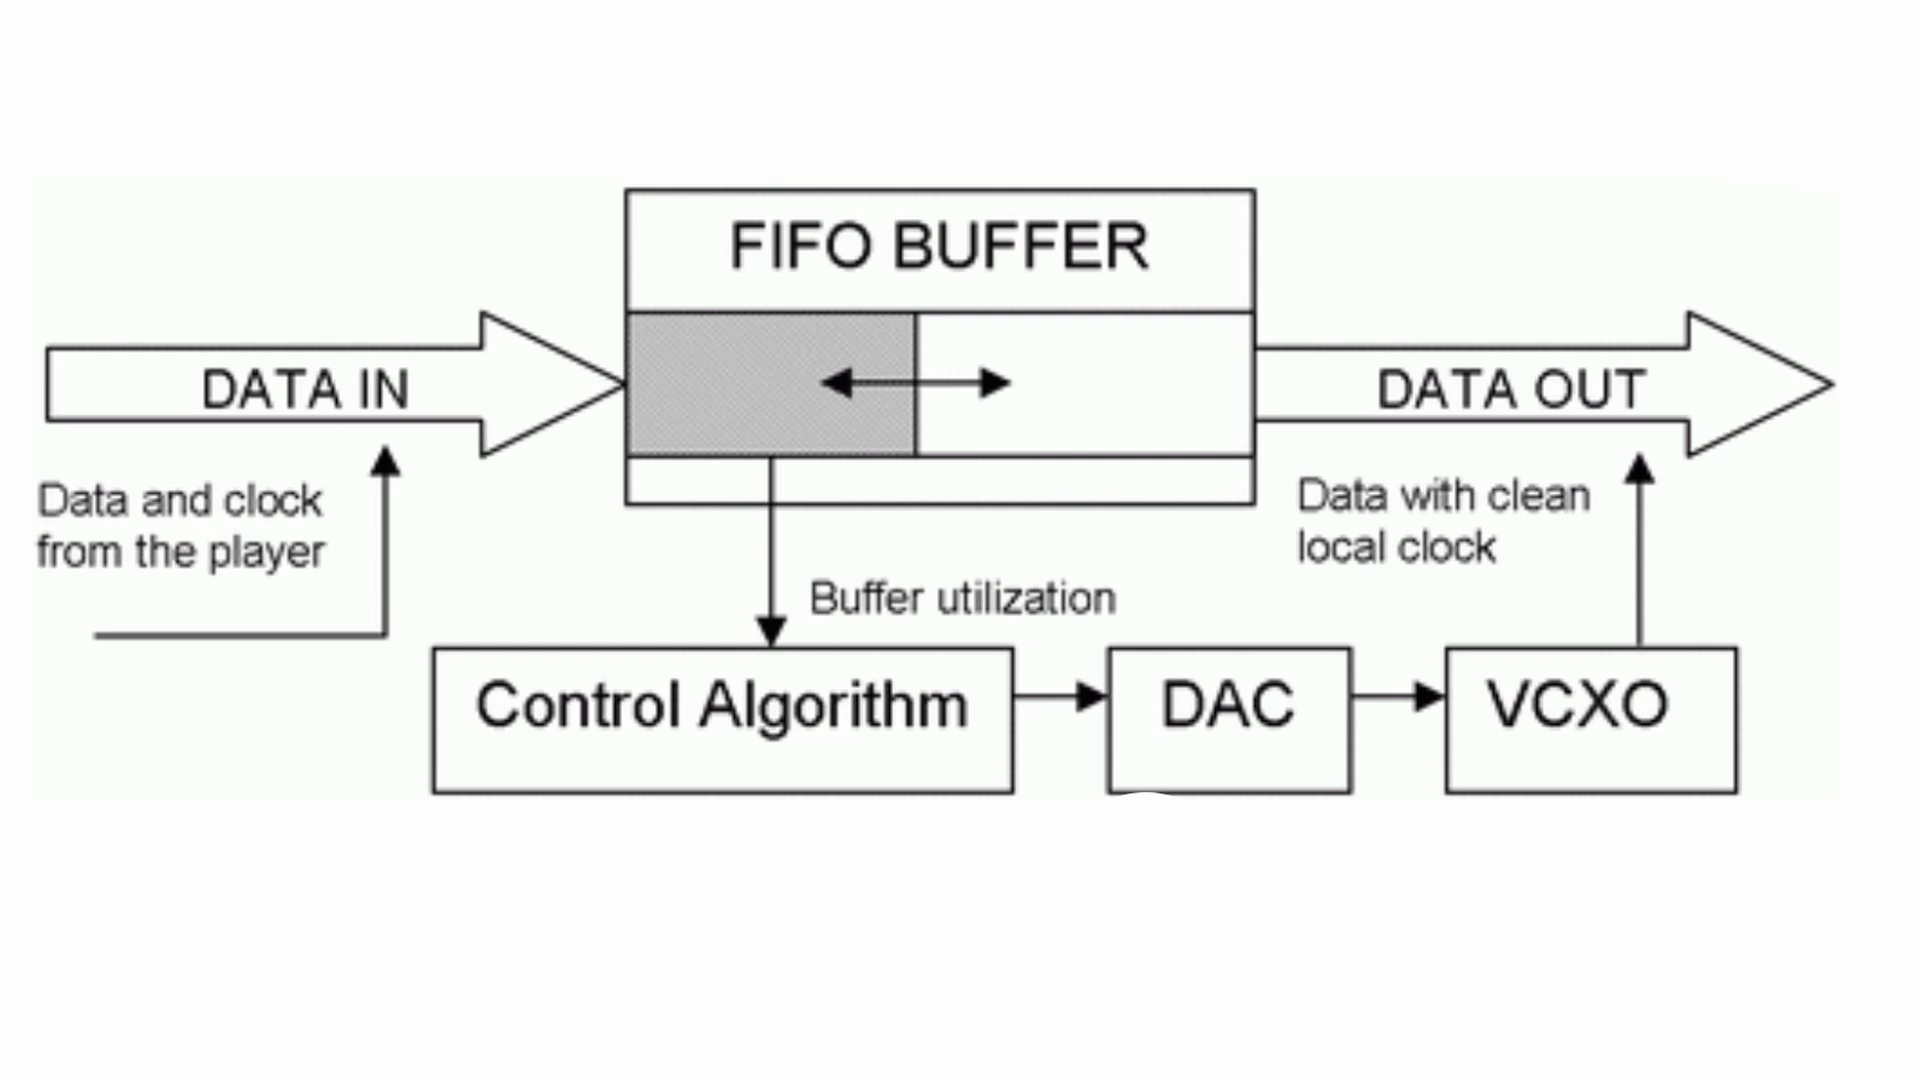 FIFO BUFFER
DATA IN
DATA OUT
Data and clock
from the player
Data with clean
local clock
Buffer utilization
Control Algorithm
DAC
VCXO